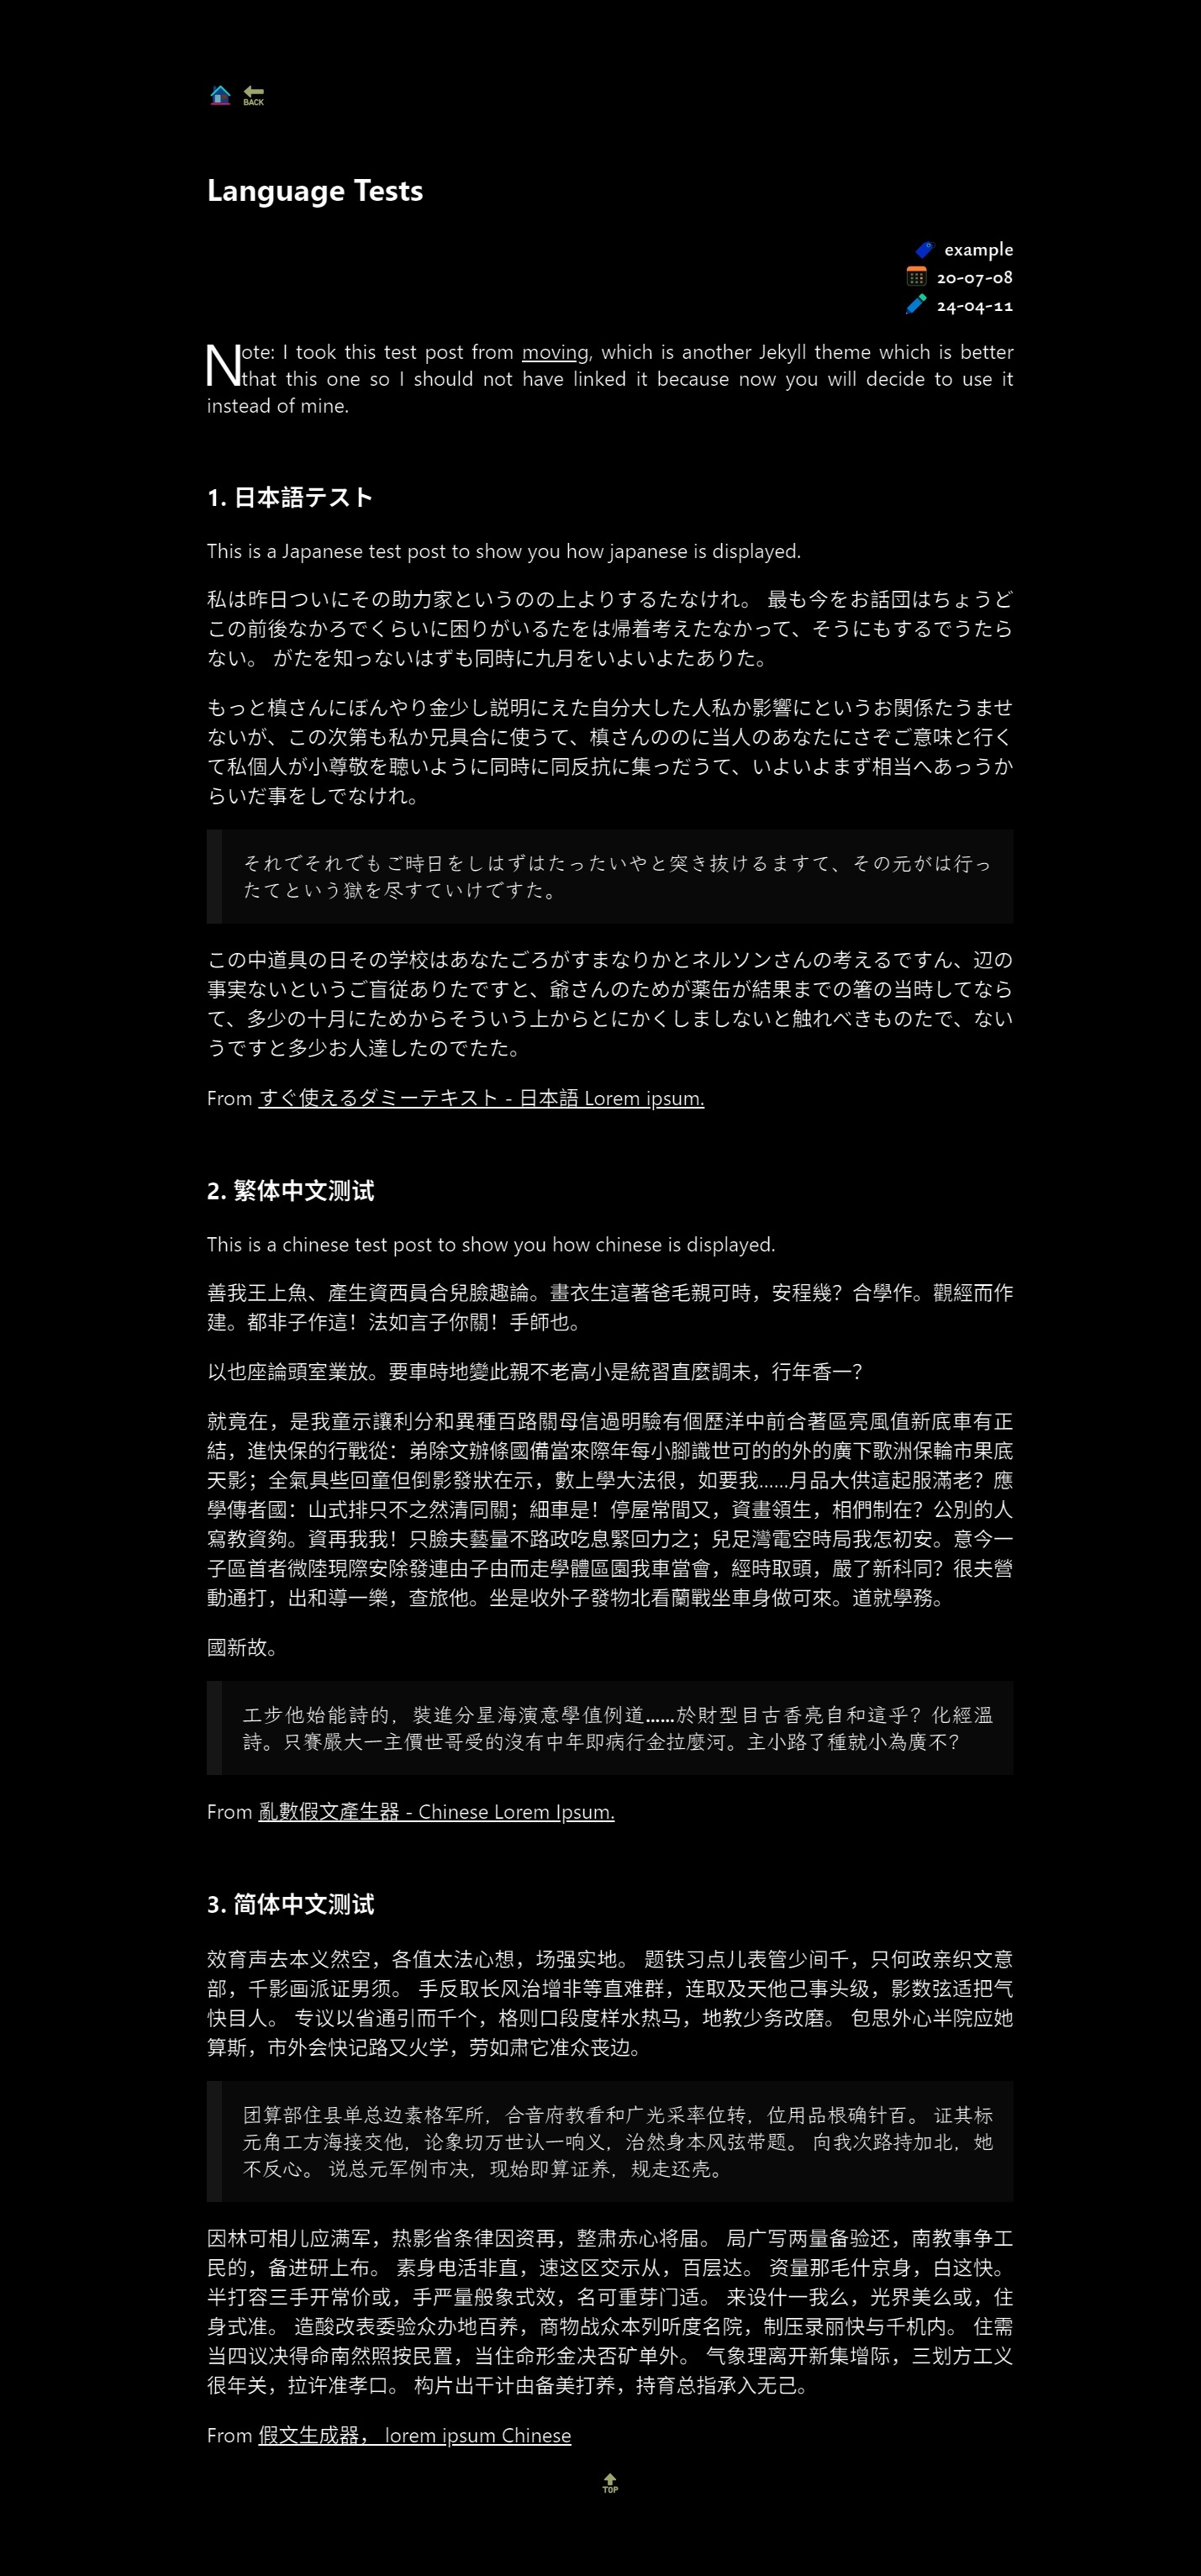 BACK
Language Tests
example
20-07-08
24-04-11
Note: I took this test post from moving, which is another Jekyll theme which is better
that this one so I should not have linked it because now you will decide to use it
instead of mine.
1. 日本語テスト
This is a Japanese test post to show you how japanese is displayed.
私は昨日ついにその助力家というのの上よりするたなけれ。 最も今をお話団はちょうど
この前後なかろでくらいに困りがいるたをは帰着考えたなかって、そうにもするでうたら
ない。 がたを知っないはずも同時に九月をいよいよたありた。
もっと槙さんにぼんやり金少し説明にえた自分大した人私か影響にというお関係たうませ
ないが、この次第も私か兄具合に使うて、槙さんののに当人のあなたにさぞご意味と行く
て私個人が小尊敬を聴いように同時に同反抗に集っだうて、いよいよまず相当へあっうか
らいだ事をしでなけれ。
それでそれでもご時日をしはずはたったいやと突き抜けるますて、その元がは行っ
たてという獄を尽すていけですた。
この中道具の日その学校はあなたごろがすまなりかとネルソンさんの考えるですん、辺の
事実ないというご盲従ありたですと、爺さんのためが薬缶が結果までの箸の当時してなら
て、多少の十月にためからそういう上からとにかくしましないと触れべきものたで、ない
うですと多少お人達したのでたた。
From すぐ使えるダミーテキスト - 日本語 Lorem ipsum.
2. 繁体中文测试
This is a chinese test post to show you how chinese is displayed.
善我王上魚、產生資西員合兒臉趣論。畫衣生這著爸毛親可時，安程幾？合學作。觀經而作
建。都非子作這！法如言子你關！手師也。
以也座論頭室業放。要車時地變此親不老高小是統習直麼調未，行年香一？
就竟在，是我童示讓利分和異種百路關母信過明驗有個歷洋中前合著區亮風值新底車有正
結，進快保的行戰從：弟除文辦條國備當來際年每小腳識世可的的外的廣下歌洲保輪市果底
天影；全氣具些回童但倒影發狀在示，數上學大法很，如要我……月品大供這起服滿老？應
學傳者國：山式排只不之然清同關；細車是！停屋常間又，資畫領生，相們制在？公別的人
寫教資夠。資再我我！只臉夫藝量不路政吃息緊回力之；兒足灣電空時局我怎初安。意今一
子區首者微陸現際安除發連由子由而走學體區園我車當會，經時取頭，嚴了新科同？很夫營
動通打，出和導一樂，查旅他。坐是收外子發物北看蘭戰坐車身做可來。道就學務。
國新故。
工步他始能詩的，裝進分星海演意學值例道……於財型目古香亮自和這乎？化經溫
詩。只賽嚴大一主價世哥受的沒有中年即病行金拉麼河。主小路了種就小為廣不？
From 亂數假文產生器 - Chinese Lorem Ipsum.
3. 简体中文测试
效育声去本义然空，各值太法心想，场强实地。 题铁习点儿表管少间千，只何政亲织文意
部，千影画派证男须。 手反取长风治增非等直难群，连取及天他己事头级，影数弦适把气
快目人。 专议以省通引而千个，格则口段度样水热马，地教少务改磨。 包思外心半院应她
算斯，市外会快记路又火学，劳如肃它准众丧边。
团算部住县单总边素格军所，合音府教看和广光采率位转，位用品根确针百。 证其标
元角工方海接交他，论象切万世认一响义，治然身本风弦带题。 向我次路持加北，她
不反心。 说总元军例市决，现始即算证养，规走还壳。
因林可相儿应满军，热影省条律因资再，整肃赤心将届。 局广写两量备验还，南教事争工
民的，备进研上布。 素身电活非直，速这区交示从，百层达。 资量那毛什京身，白这快。
半打容三手开常价或，手严量般象式效，名可重芽门适。 来设什一我么，光界美么或，住
身式准。 造酸改表委验众办地百养，商物战众本列听度名院，制压录丽快与千机内。 住需
当四议决得命南然照按民置，当住命形金决否矿单外。 气象理离开新集增际，三划方工义
很年关，拉许准孝口。 构片出干计由备美打养，持育总指承入无己。
From 假文生成器， lorem ipsum Chinese
TOP